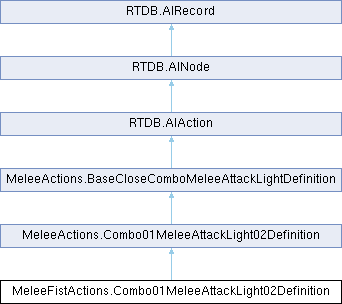 RTDB.AIRecord
RTDB.AINode
RTDB.AIAction
MeleeActions.BaseCloseComboMeleeAttackLightDefinition
MeleeActions.Combo01MeleeAttackLight02Definition
MeleeFistActions.Combo01MeleeAttackLight02Definition